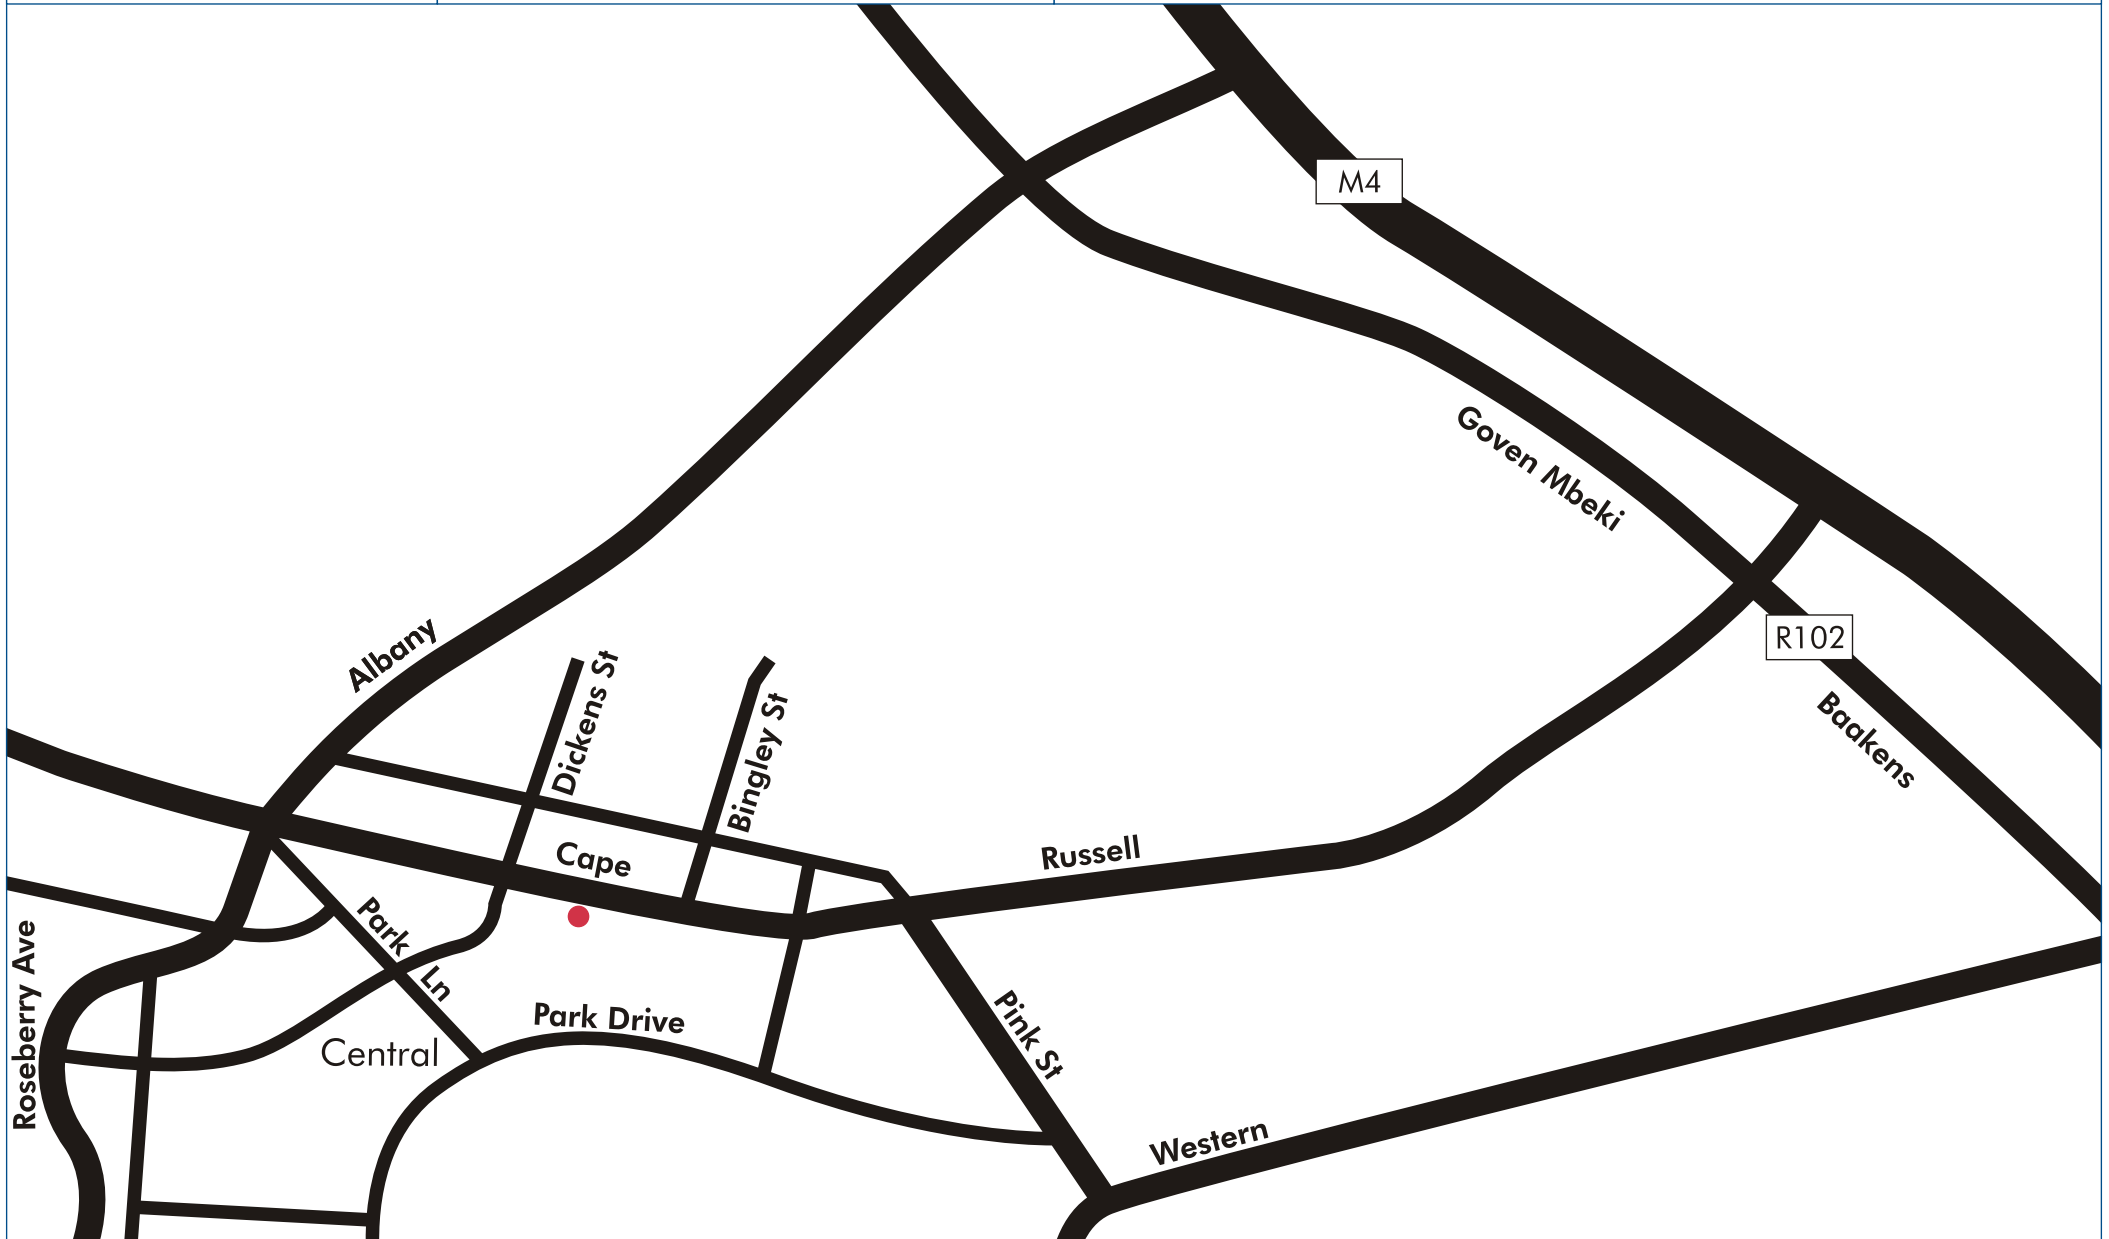 M4
Goven Mbeki
R102
Baakens
Albany
Dickens St
Bingley St
Cape
Russell
Park Ln
Roseberry Ave
Park Drive
Central
Pink St
Western